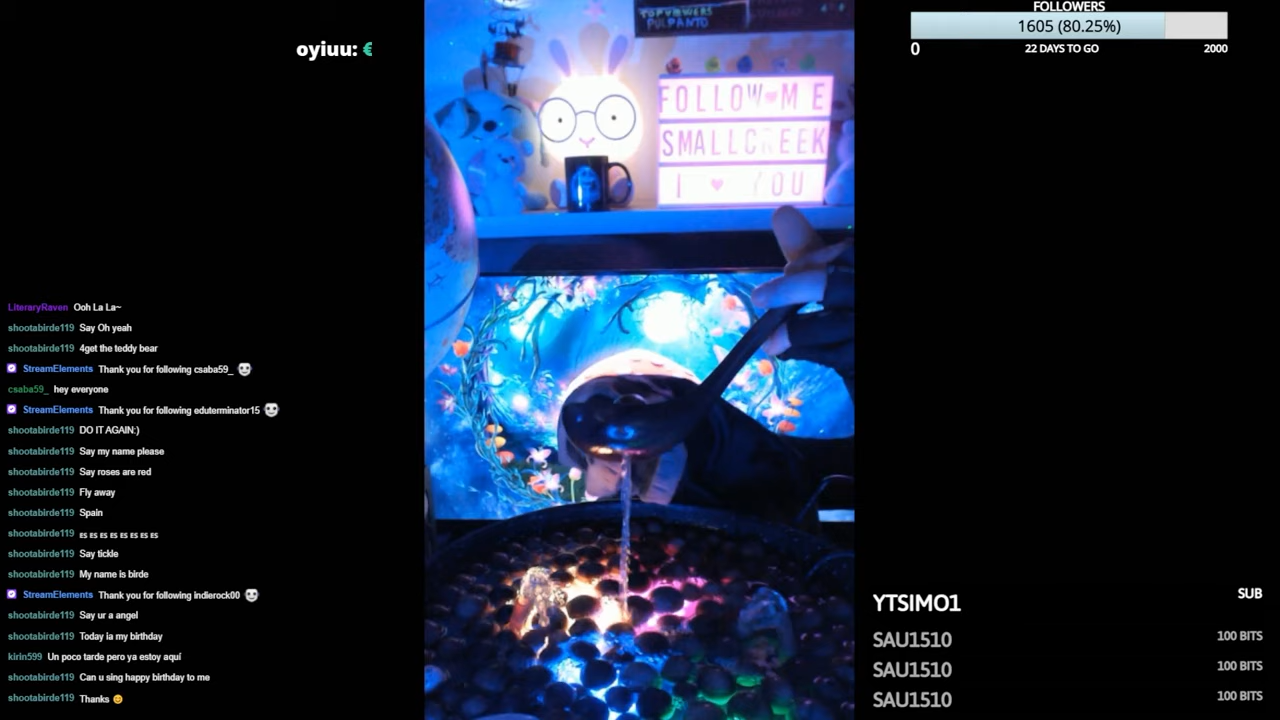 FOLLOWERS
1605 (80.25%)
0
22 DAYS TO GO
2000
oyiuu: €
TOPVIEWERS
PULPANTO
FOLLOW♥ME
SMALLCREEK
I ♥ YOU
LiteraryRaven Ooh La La~
shootabirde119 Say Oh yeah
shootabirde119 4get the teddy bear
StreamElements Thank you for following csaba59_
csaba59_ hey everyone
StreamElements Thank you for following eduterminator15
shootabirde119 DO IT AGAIN:)
shootabirde119 Say my name please
shootabirde119 Say roses are red
shootabirde119 Fly away
shootabirde119 Spain
shootabirde119 ES ES ES ES ES ES ES ES
shootabirde119 Say tickle
shootabirde119 My name is birde
StreamElements Thank you for following indierock00
shootabirde119 Say ur a angel
shootabirde119 Today ia my birthday
kirin599 Un poco tarde pero ya estoy aquí
shootabirde119 Can u sing happy birthday to me
shootabirde119 Thanks 😊
YTSIMO1 SUB
SAU1510 100 BITS
SAU1510 100 BITS
SAU1510 100 BITS